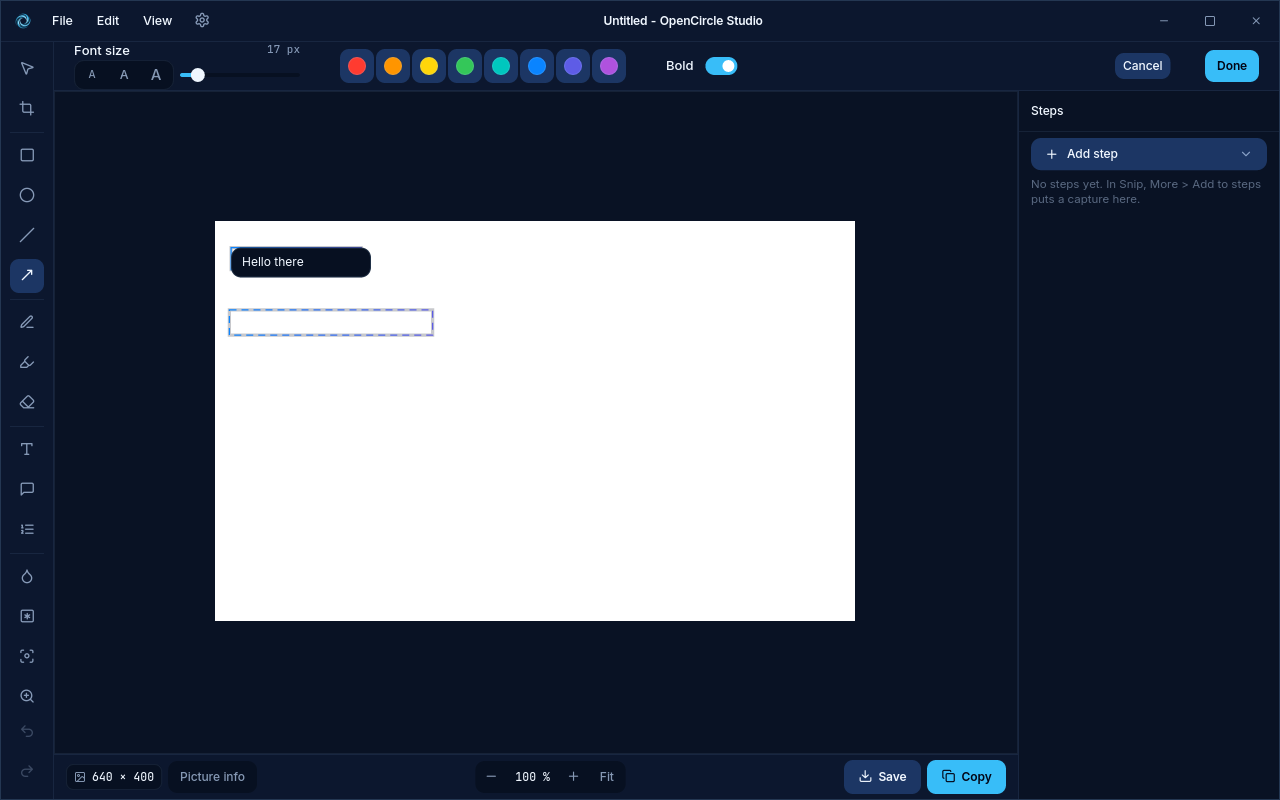 File Edit View
Untitled - OpenCircle Studio
Font size 17 px
A A A
Bold
Cancel
Done
Steps
Add step
No steps yet. In Snip, More > Add to steps
puts a capture here.
Hello there
640 × 400
Picture info
100 %
Fit
Save
Copy